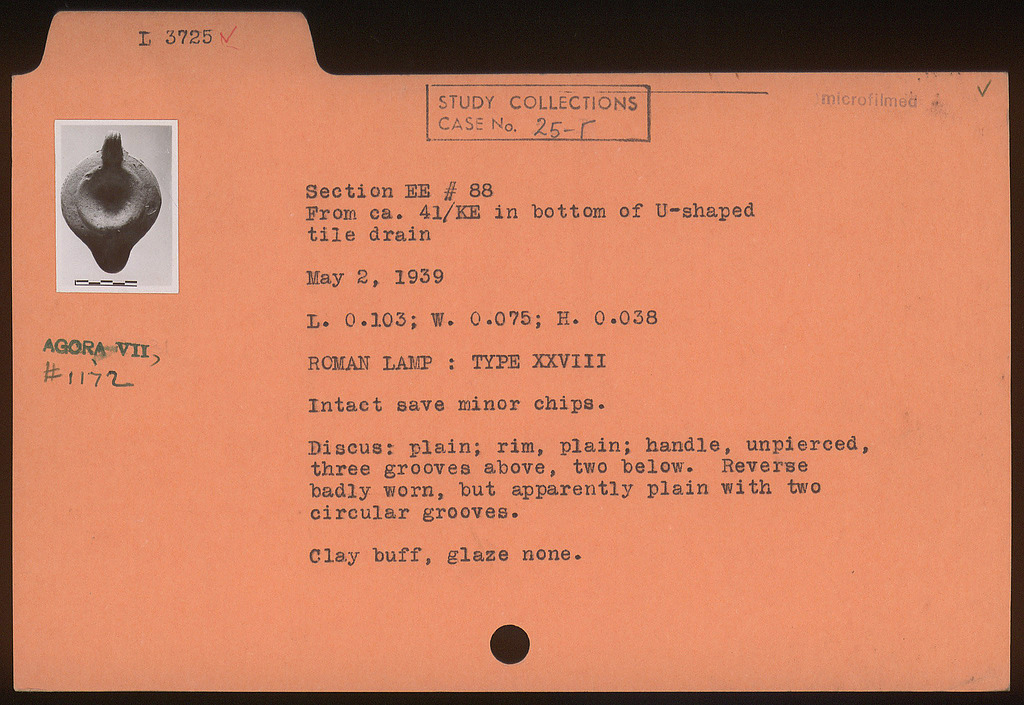 L 3725 ✓
STUDY COLLECTIONS
CASE No. 25-Γ
microfilmed
✓
AGORA VII,
#1172
Section EE # 88
From ca. 41/KE in bottom of U-shaped
tile drain
May 2, 1939
L. 0.103; W. 0.075; H. 0.038
ROMAN LAMP : TYPE XXVIII
Intact save minor chips.
Discus: plain; rim, plain; handle, unpierced,
three grooves above, two below. Reverse
badly worn, but apparently plain with two
circular grooves.
Clay buff, glaze none.